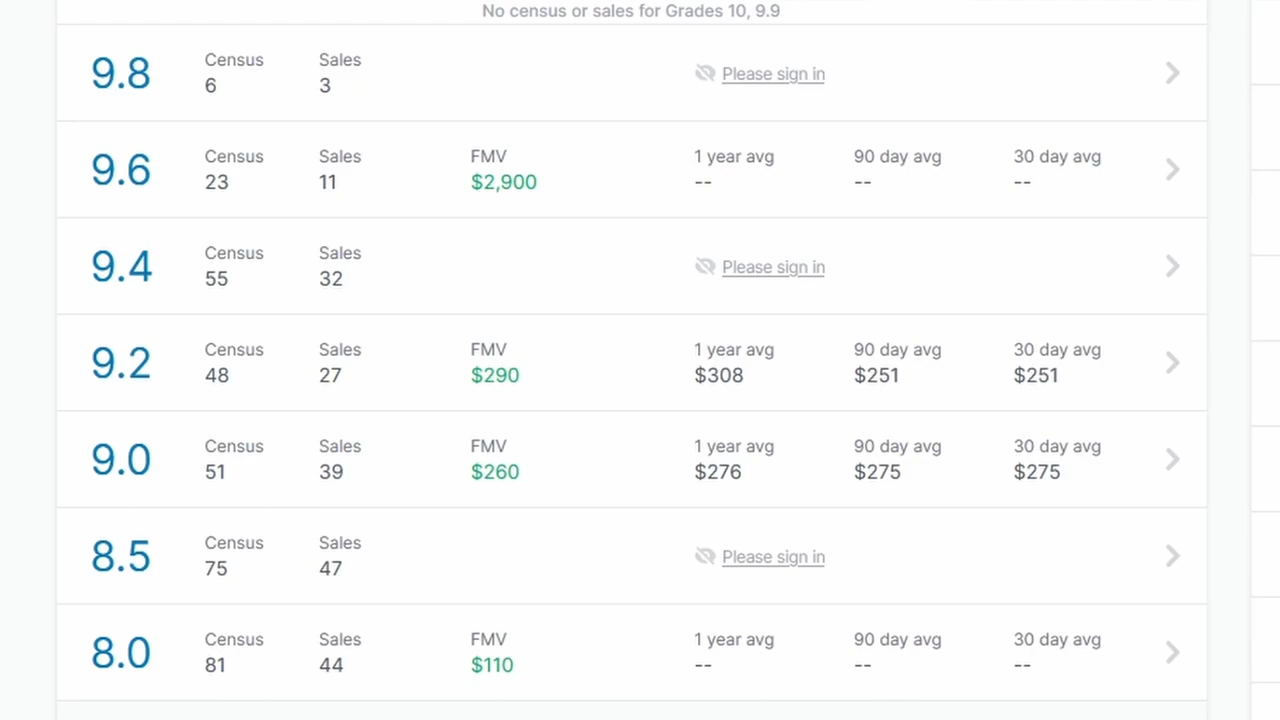 No census or sales for Grades 10, 9.9
9.8 Census Sales Please sign in
6 3
9.6 Census Sales FMV 1 year avg 90 day avg 30 day avg
23 11 $2,900 -- -- --
9.4 Census Sales Please sign in
55 32
9.2 Census Sales FMV 1 year avg 90 day avg 30 day avg
48 27 $290 $308 $251 $251
9.0 Census Sales FMV 1 year avg 90 day avg 30 day avg
51 39 $260 $276 $275 $275
8.5 Census Sales Please sign in
75 47
8.0 Census Sales FMV 1 year avg 90 day avg 30 day avg
81 44 $110 -- -- --